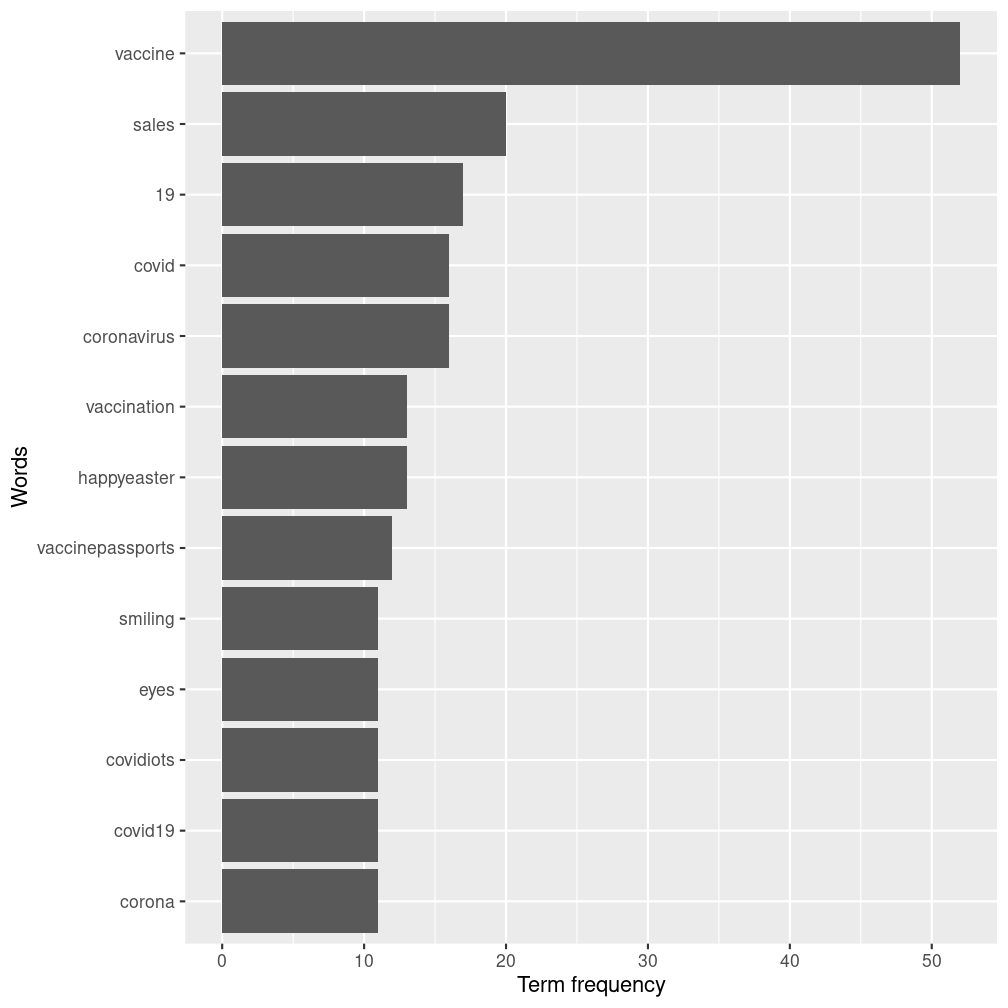 vaccine
sales
19
covid
coronavirus
vaccination
happyeaster
vaccinepassports
smiling
eyes
covidiots
covid19
corona
Words
0 10 20 30 40 50
Term frequency